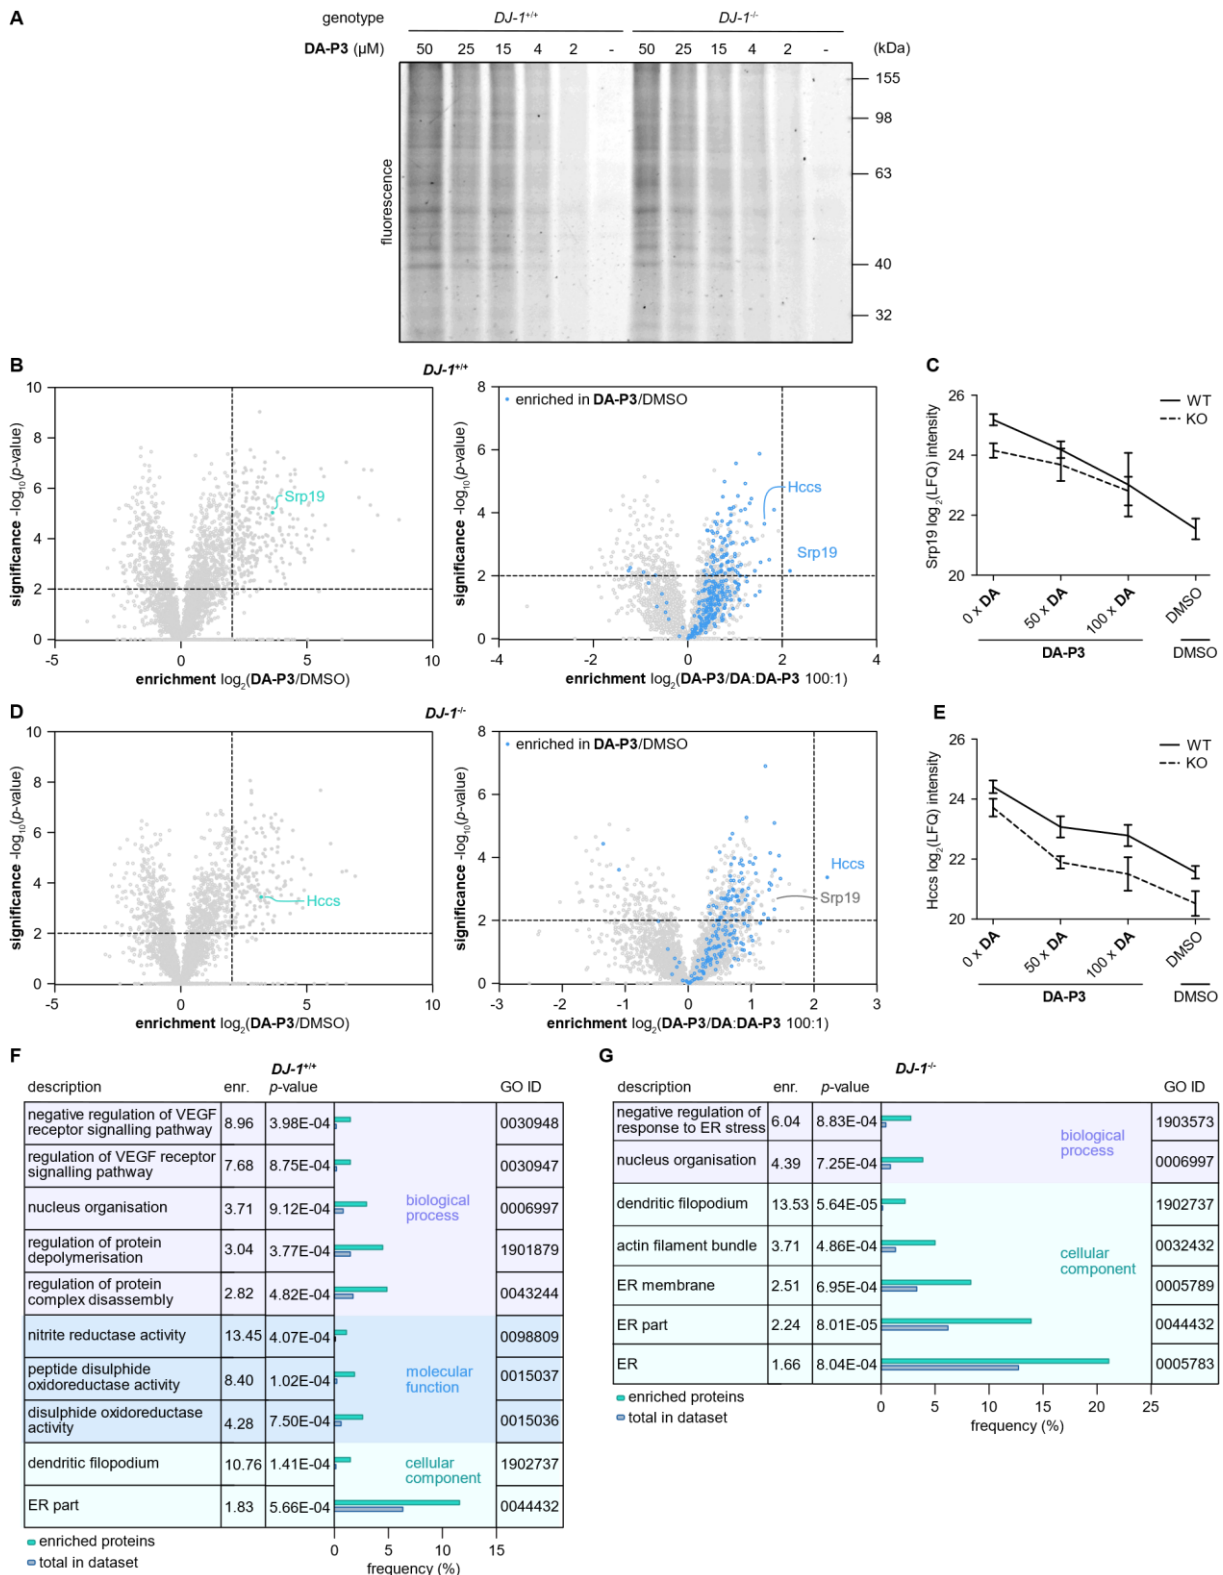 A
genotype DJ-1+/+ DJ-1-/-
DA-P3 (µM) 50 25 15 4 2 - 50 25 15 4 2 - (kDa)
155
98
63
40
32
fluorescence
B
DJ-1+/+
10
8
6
4
2
0
-5 0 5 10
significance -log10(p-value)
enrichment log2(DA-P3/DMSO)
Srp19
8
6
4
2
0
-4 -2 0 2 4
significance -log10(p-value)
enrichment log2(DA-P3/DA:DA-P3 100:1)
enriched in DA-P3/DMSO
Hccs
Srp19
C
26
24
22
20
Srp19 log2(LFQ) intensity
WT
KO
0 x DA
50 x DA
100 x DA
DMSO
DA-P3 DMSO
D
DJ-1-/-
10
8
6
4
2
0
-5 0 5 10
significance -log10(p-value)
enrichment log2(DA-P3/DMSO)
Hccs
8
6
4
2
0
-3 -2 -1 0 1 2 3
significance -log10(p-value)
enrichment log2(DA-P3/DA:DA-P3 100:1)
enriched in DA-P3/DMSO
Hccs
Srp19
E
26
24
22
20
Hccs log2(LFQ) intensity
WT
KO
0 x DA
50 x DA
100 x DA
DMSO
DA-P3 DMSO
F
DJ-1+/+
description enr. p-value GO ID
negative regulation of VEGF
receptor signalling pathway 8.96 3.98E-04 0030948
regulation of VEGF receptor
signalling pathway 7.68 8.75E-04 0030947
nucleus organisation 3.71 9.12E-04 0006997
regulation of protein
depolymerisation 3.04 3.77E-04 1901879
regulation of protein
complex disassembly 2.82 4.82E-04 0043244
biological
process
nitrite reductase activity 13.45 4.07E-04 0098809
peptide disulphide
oxidoreductase activity 8.40 1.02E-04 0015037
disulphide oxidoreductase
activity 4.28 7.50E-04 0015036
molecular
function
dendritic filopodium 10.76 1.41E-04 1902737
ER part 1.83 5.66E-04 0044432
cellular
component
enriched proteins
total in dataset
0 5 10 15
frequency (%)
G
DJ-1-/-
description enr. p-value GO ID
negative regulation of
response to ER stress 6.04 8.83E-04 1903573
nucleus organisation 4.39 7.25E-04 0006997
biological
process
dendritic filopodium 13.53 5.64E-05 1902737
actin filament bundle 3.71 4.86E-04 0032432
ER membrane 2.51 6.95E-04 0005789
ER part 2.24 8.01E-05 0044432
ER 1.66 8.04E-04 0005783
cellular
component
enriched proteins
total in dataset
0 5 10 15 20 25
frequency (%)